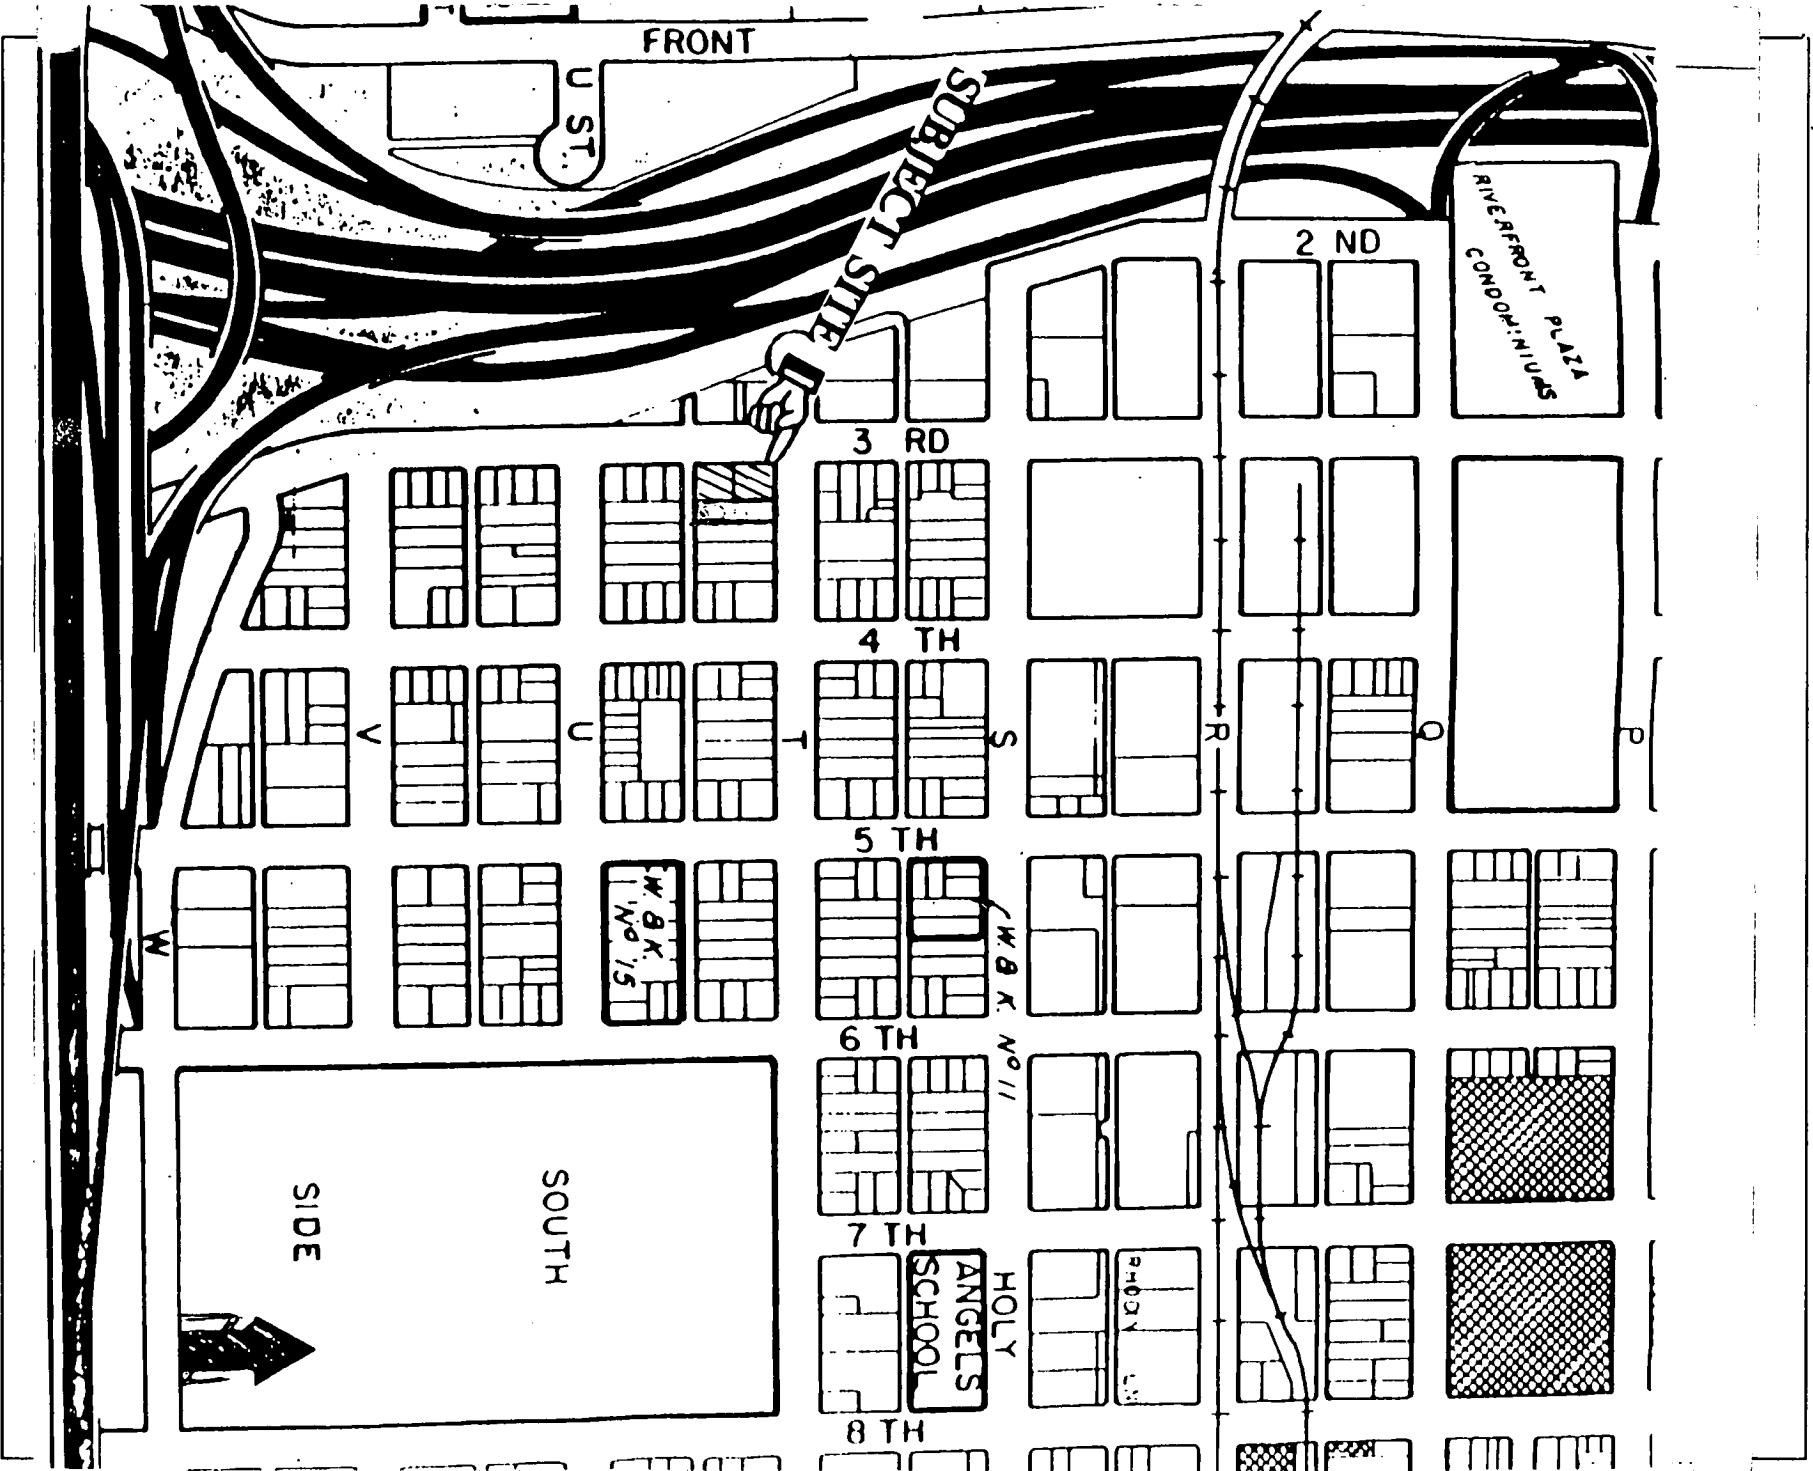 FRONT
U ST.
SUBJECT SITE
2 ND
RIVERFRONT PLAZA
CONDOMINIUMS
3 RD
4 TH
V
U
T
S
R
Q
P
5 TH
W
W & K.
Nº 15
W & K Nº 11
6 TH
SOUTH
SIDE
7 TH
HOLY
ANGELS
SCHOOL
8 TH